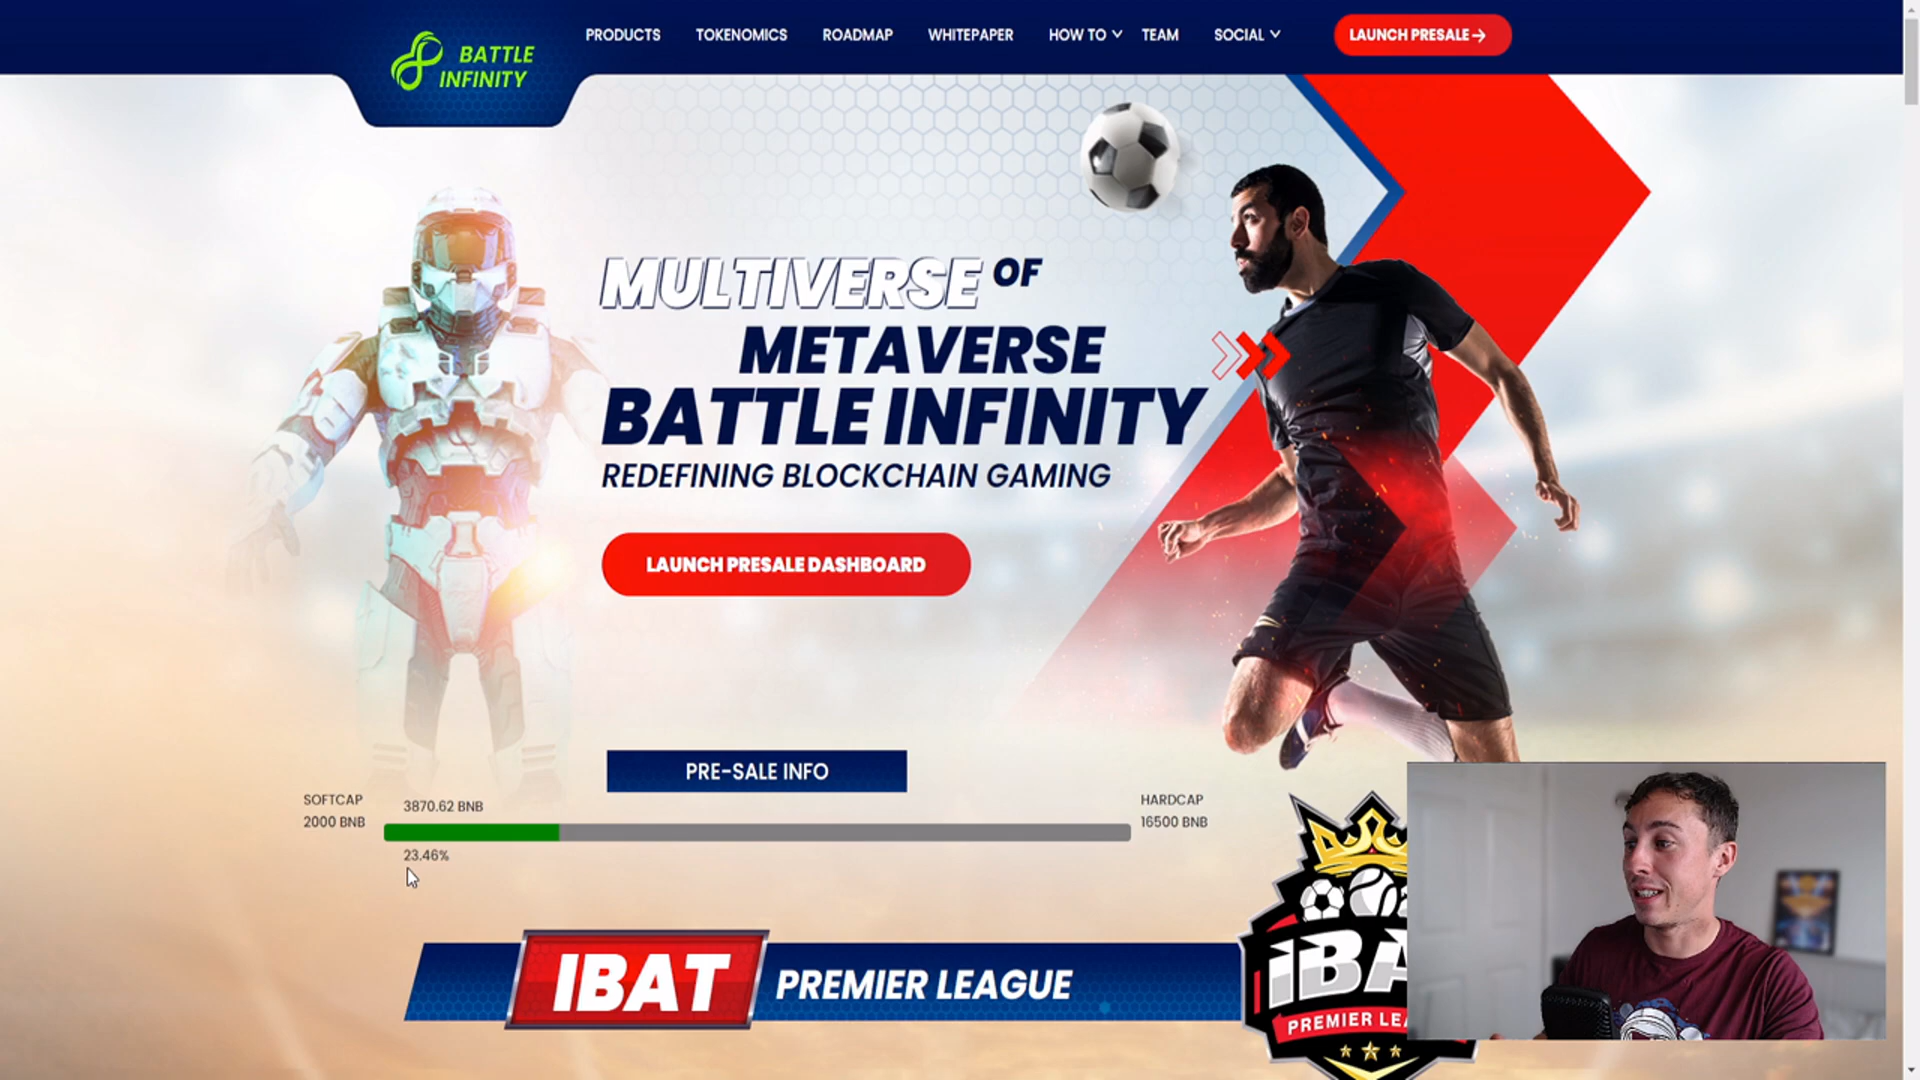 BATTLE
INFINITY
PRODUCTS
TOKENOMICS
ROADMAP
WHITEPAPER
HOW TO
TEAM
SOCIAL
LAUNCH PRESALE
MULTIVERSE OF
METAVERSE
BATTLE INFINITY
REDEFINING BLOCKCHAIN GAMING
LAUNCH PRESALE DASHBOARD
PRE-SALE INFO
SOFTCAP
2000 BNB
3870.62 BNB
23.46%
HARDCAP
16500 BNB
IBAT PREMIER LEAGUE
IBA
PREMIER LEA